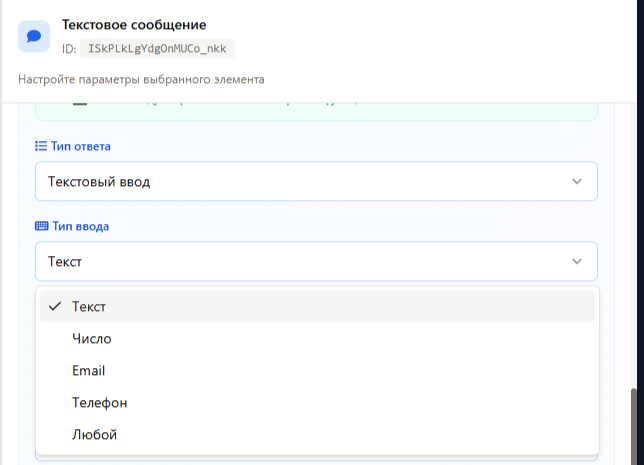 Текстовое сообщение
ID: ISkPLkLgYdgOnMUCo_nkk
Настройте параметры выбранного элемента
Тип ответа
Текстовый ввод
Тип ввода
Текст
Текст
Число
Email
Телефон
Любой